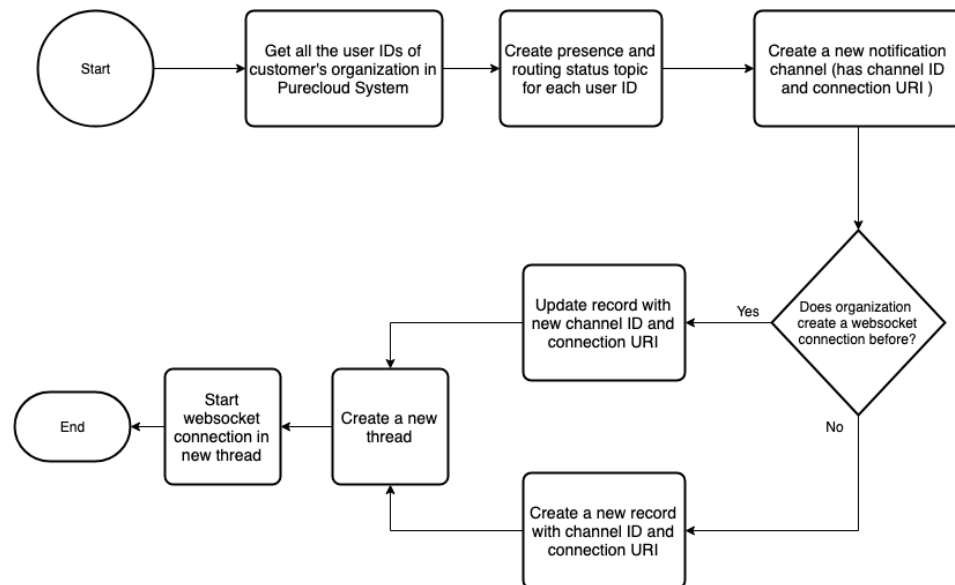 Start
Get all the user IDs of
customer's organization in
Purecloud System
Create presence and
routing status topic
for each user ID
Create a new notification
channel (has channel ID
and connection URI )
Does organization
create a websocket
connection before?
Yes
Update record with
new channel ID and
connection URI
No
Create a new record
with channel ID and
connection URI
Create a new
thread
Start
websocket
connection in
new thread
End